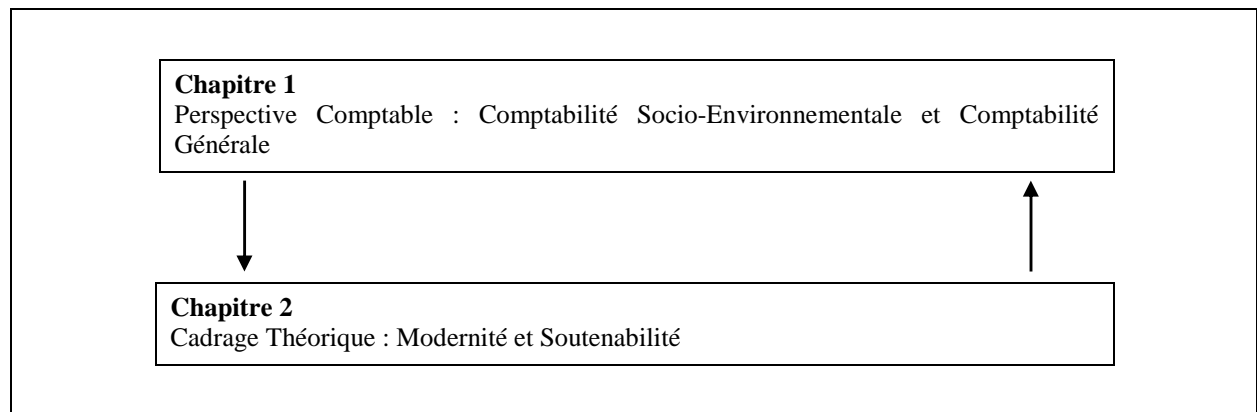 Chapitre 1
Perspective Comptable : Comptabilité Socio-Environnementale et Comptabilité
Générale
Chapitre 2
Cadrage Théorique : Modernité et Soutenabilité